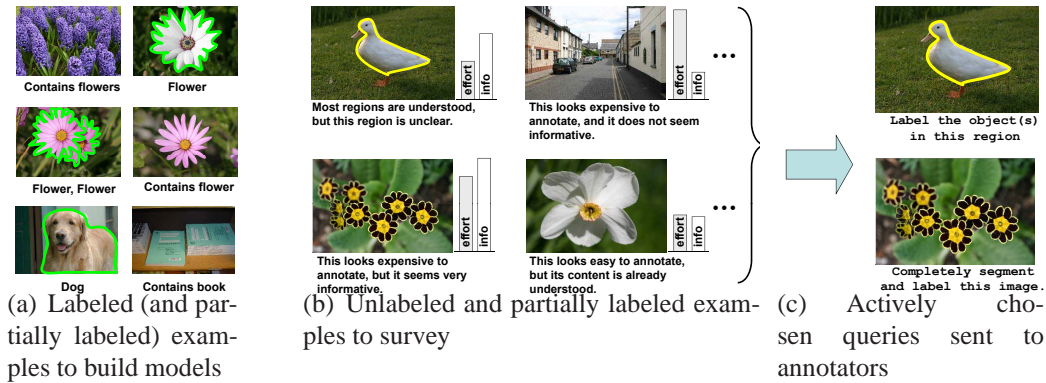 Contains flowers
Flower
Flower, Flower
Contains flower
Dog
Contains book
(a) Labeled (and par-
tially labeled) exam-
ples to build models
effort
info
Most regions are understood,
but this region is unclear.
effort
info
This looks expensive to
annotate, and it does not seem
informative.
...
effort
info
This looks expensive to
annotate, but it seems very
informative.
effort
info
This looks easy to annotate,
but its content is already
understood.
...
(b) Unlabeled and partially labeled exam-
ples to survey
Label the object(s)
in this region
Completely segment
and label this image.
(c) Actively cho-
sen queries sent to
annotators